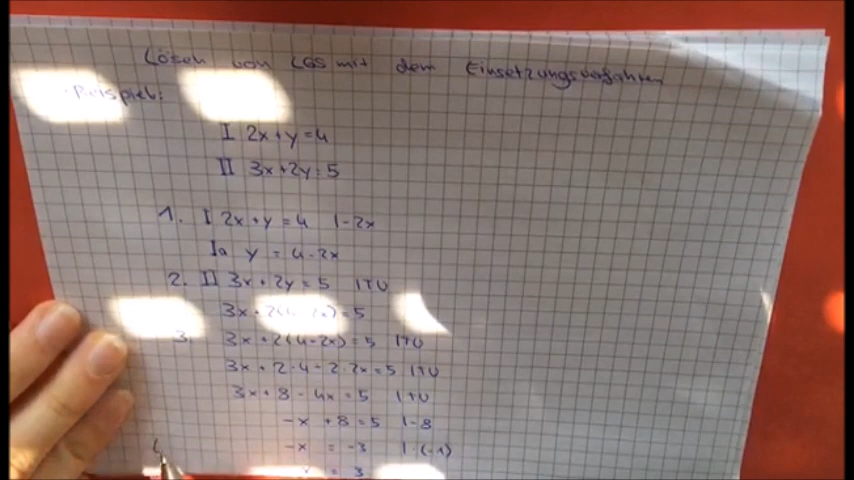 Lösen von LGS mit dem Einsetzungsverfahren
Beispiel:
I 2x+y=4
II 3x+2y=5
1. I 2x+y=4 |-2x
Ia y = 4-2x
2. II 3x+2y=5 |TU
3x+2(4-2x)=5
3. 3x+2(4-2x)=5 |TU
3x+2·4-2·2x=5 |TU
3x+8-4x=5 |TU
-x +8=5 |-8
-x = -3 |·(-1)
x = 3